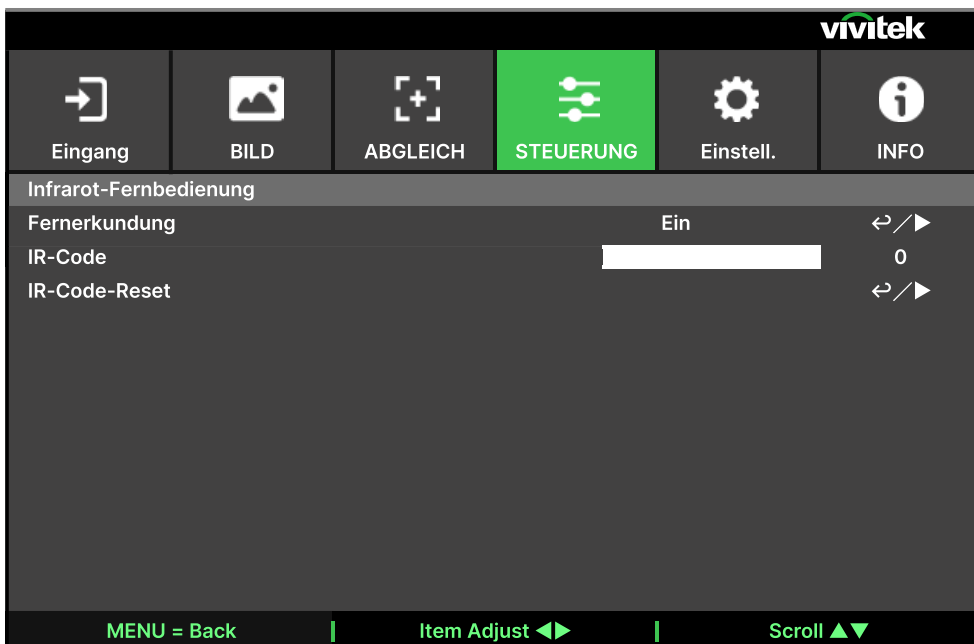 vivitek
Eingang BILD ABGLEICH STEUERUNG Einstell. INFO
Infrarot-Fernbedienung
Fernerkundung Ein ↩/▶
IR-Code 0
IR-Code-Reset ↩/▶
MENU = Back Item Adjust ◀▶ Scroll ▲▼